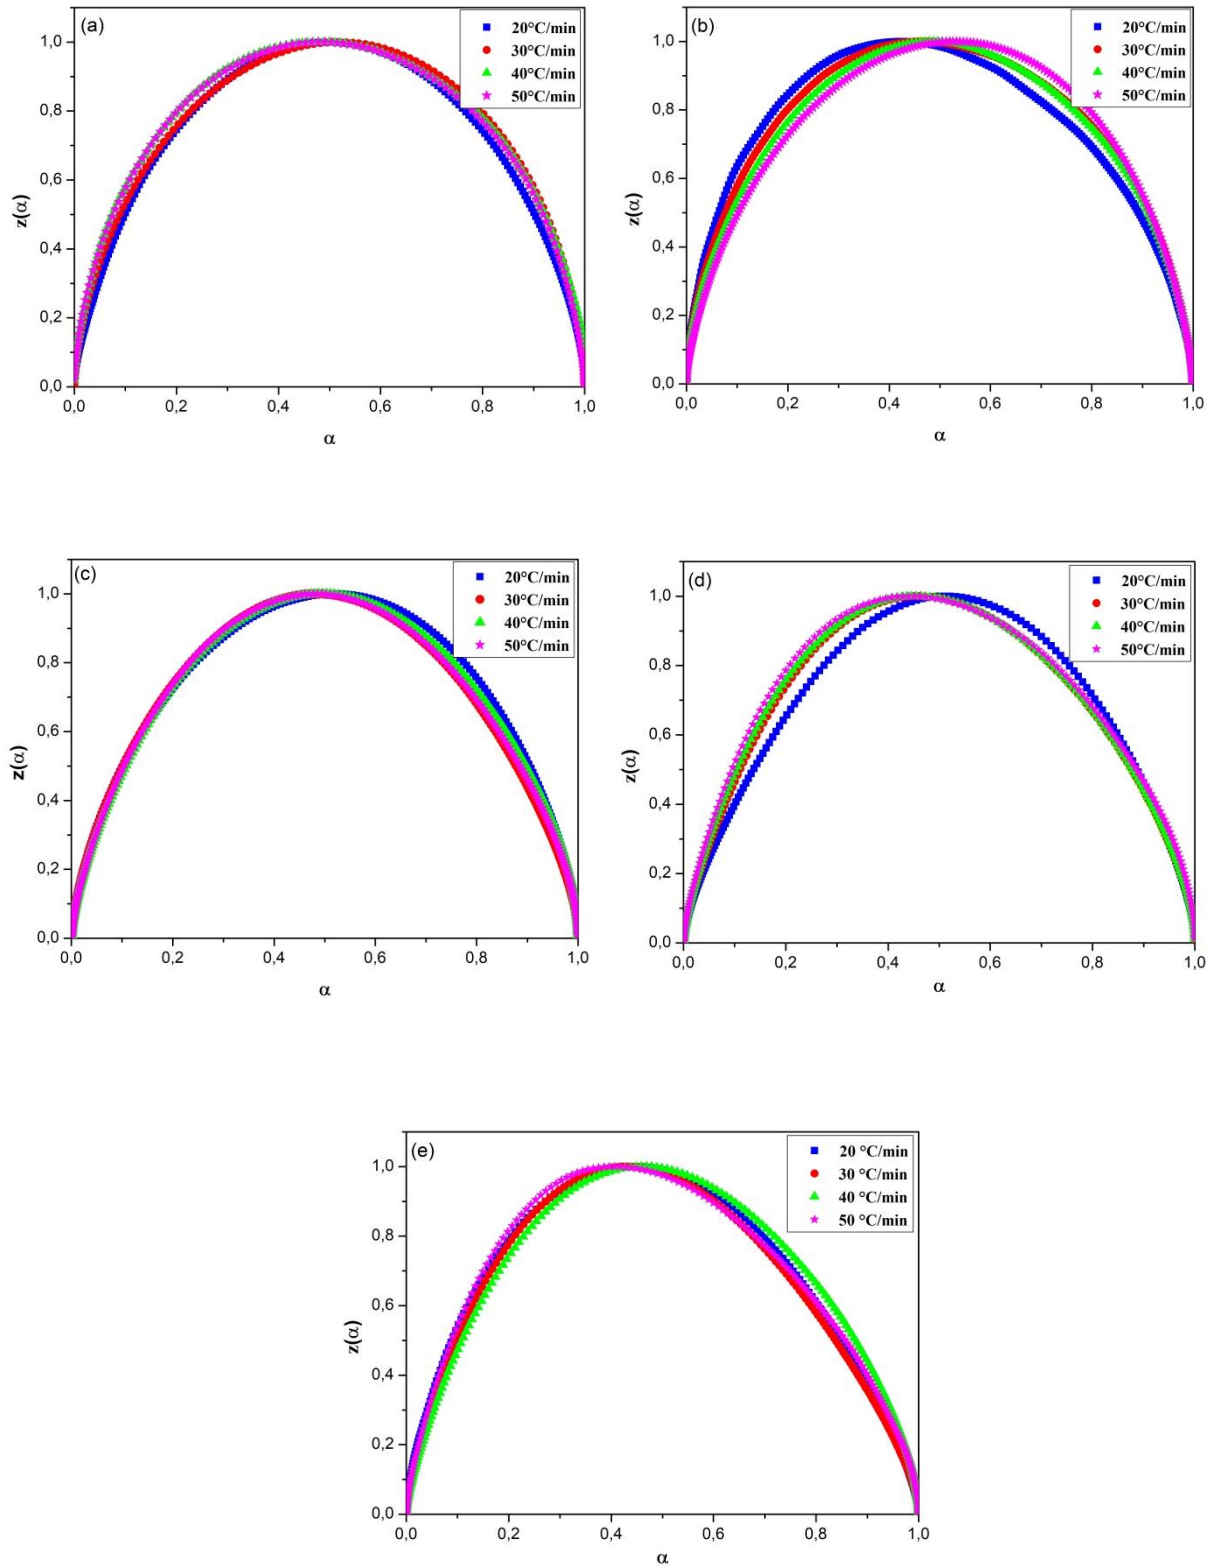 (a)
20°C/min
30°C/min
40°C/min
50°C/min
1,0
0,8
0,6
0,4
0,2
0,0
z(α)
0,0 0,2 0,4 0,6 0,8 1,0
α
(b)
20°C/min
30°C/min
40°C/min
50°C/min
1,0
0,8
0,6
0,4
0,2
0,0
z(α)
0,0 0,2 0,4 0,6 0,8 1,0
α
(c)
20°C/min
30°C/min
40°C/min
50°C/min
1,0
0,8
0,6
0,4
0,2
0,0
z(α)
0,0 0,2 0,4 0,6 0,8 1,0
α
(d)
20°C/min
30°C/min
40°C/min
50°C/min
1,0
0,8
0,6
0,4
0,2
0,0
z(α)
0,0 0,2 0,4 0,6 0,8 1,0
α
(e)
20 °C/min
30 °C/min
40 °C/min
50 °C/min
1,0
0,8
0,6
0,4
0,2
0,0
z(α)
0,0 0,2 0,4 0,6 0,8 1,0
α